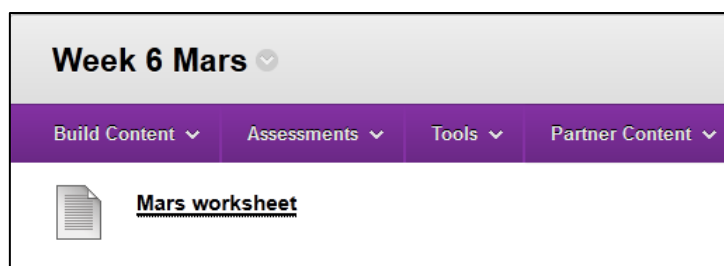 Week 6 Mars
Build Content Assessments Tools Partner Content
Mars worksheet